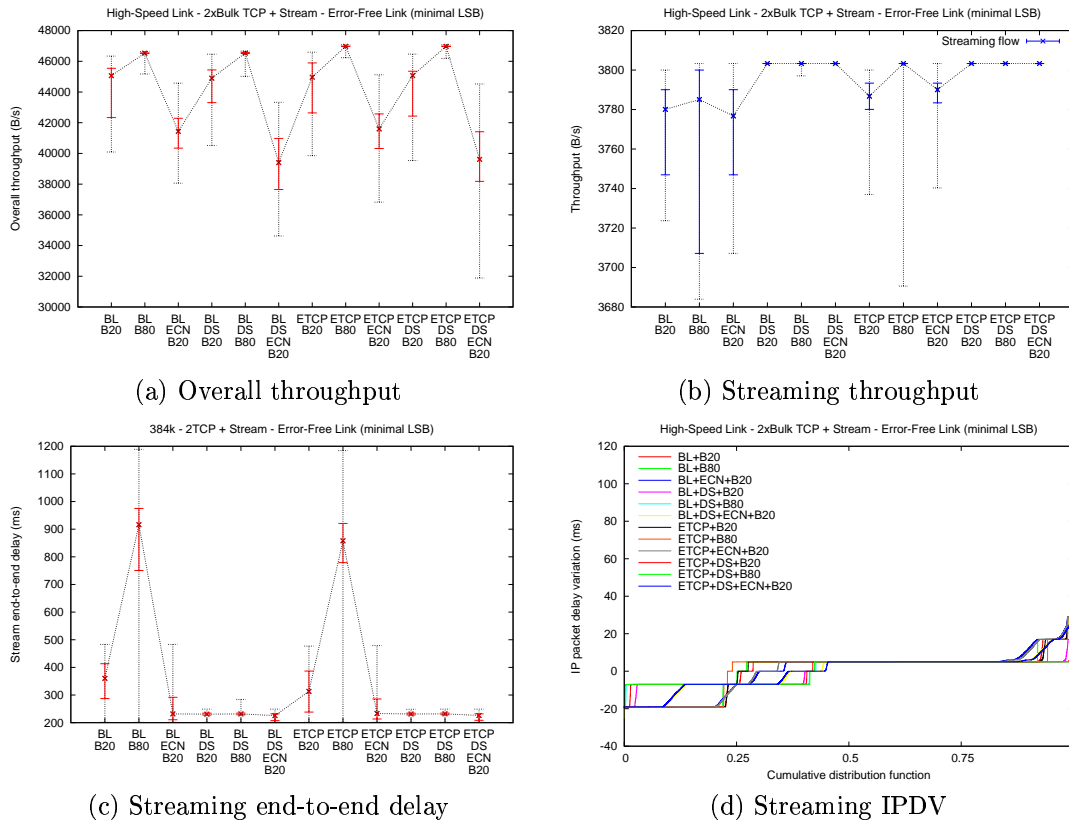 High-Speed Link - 2xBulk TCP + Stream - Error-Free Link (minimal LSB)
48000
46000
44000
42000
40000
38000
36000
34000
32000
30000
Overall throughput (B/s)
BL B20
BL B80
BL ECN B20
BL DS B20
BL DS B80
BL DS ECN B20
ETCP B20
ETCP B80
ETCP ECN B20
ETCP DS B20
ETCP DS B80
ETCP DS ECN B20
(a) Overall throughput
High-Speed Link - 2xBulk TCP + Stream - Error-Free Link (minimal LSB)
Streaming flow
3820
3800
3780
3760
3740
3720
3700
3680
Throughput (B/s)
BL B20
BL B80
BL ECN B20
BL DS B20
BL DS B80
BL DS ECN B20
ETCP B20
ETCP B80
ETCP ECN B20
ETCP DS B20
ETCP DS B80
ETCP DS ECN B20
(b) Streaming throughput
384k - 2TCP + Stream - Error-Free Link (minimal LSB)
1200
1100
1000
900
800
700
600
500
400
300
200
Stream end-to-end delay (ms)
BL B20
BL B80
BL ECN B20
BL DS B20
BL DS B80
BL DS ECN B20
ETCP B20
ETCP B80
ETCP ECN B20
ETCP DS B20
ETCP DS B80
ETCP DS ECN B20
(c) Streaming end-to-end delay
High-Speed Link - 2xBulk TCP + Stream - Error-Free Link (minimal LSB)
120
100
80
60
40
20
0
-20
-40
IP packet delay variation (ms)
BL+B20
BL+B80
BL+ECN+B20
BL+DS+B20
BL+DS+B80
BL+DS+ECN+B20
ETCP+B20
ETCP+B80
ETCP+ECN+B20
ETCP+DS+B20
ETCP+DS+B80
ETCP+DS+ECN+B20
0
0.25
0.5
0.75
Cumulative distribution function
(d) Streaming IPDV